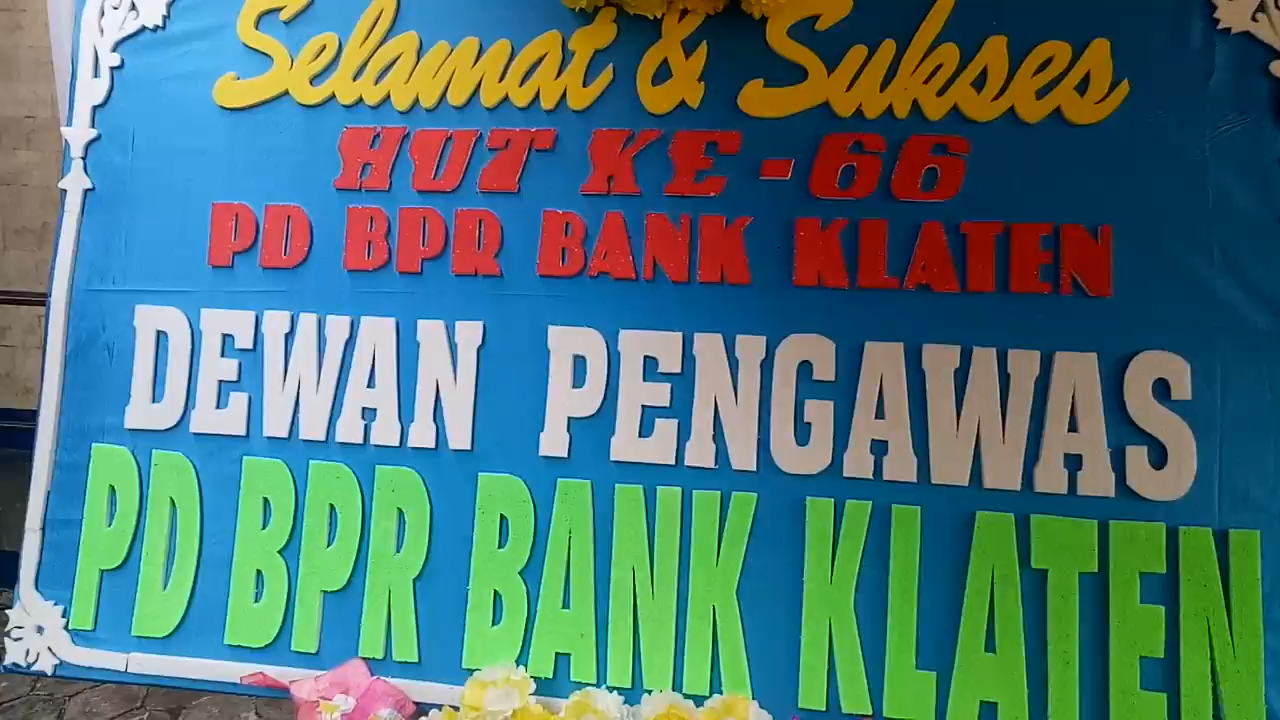 Selamat & Sukses
HUT KE-66
PD BPR BANK KLATEN
DEWAN PENGAWAS
PD BPR BANK KLATEN